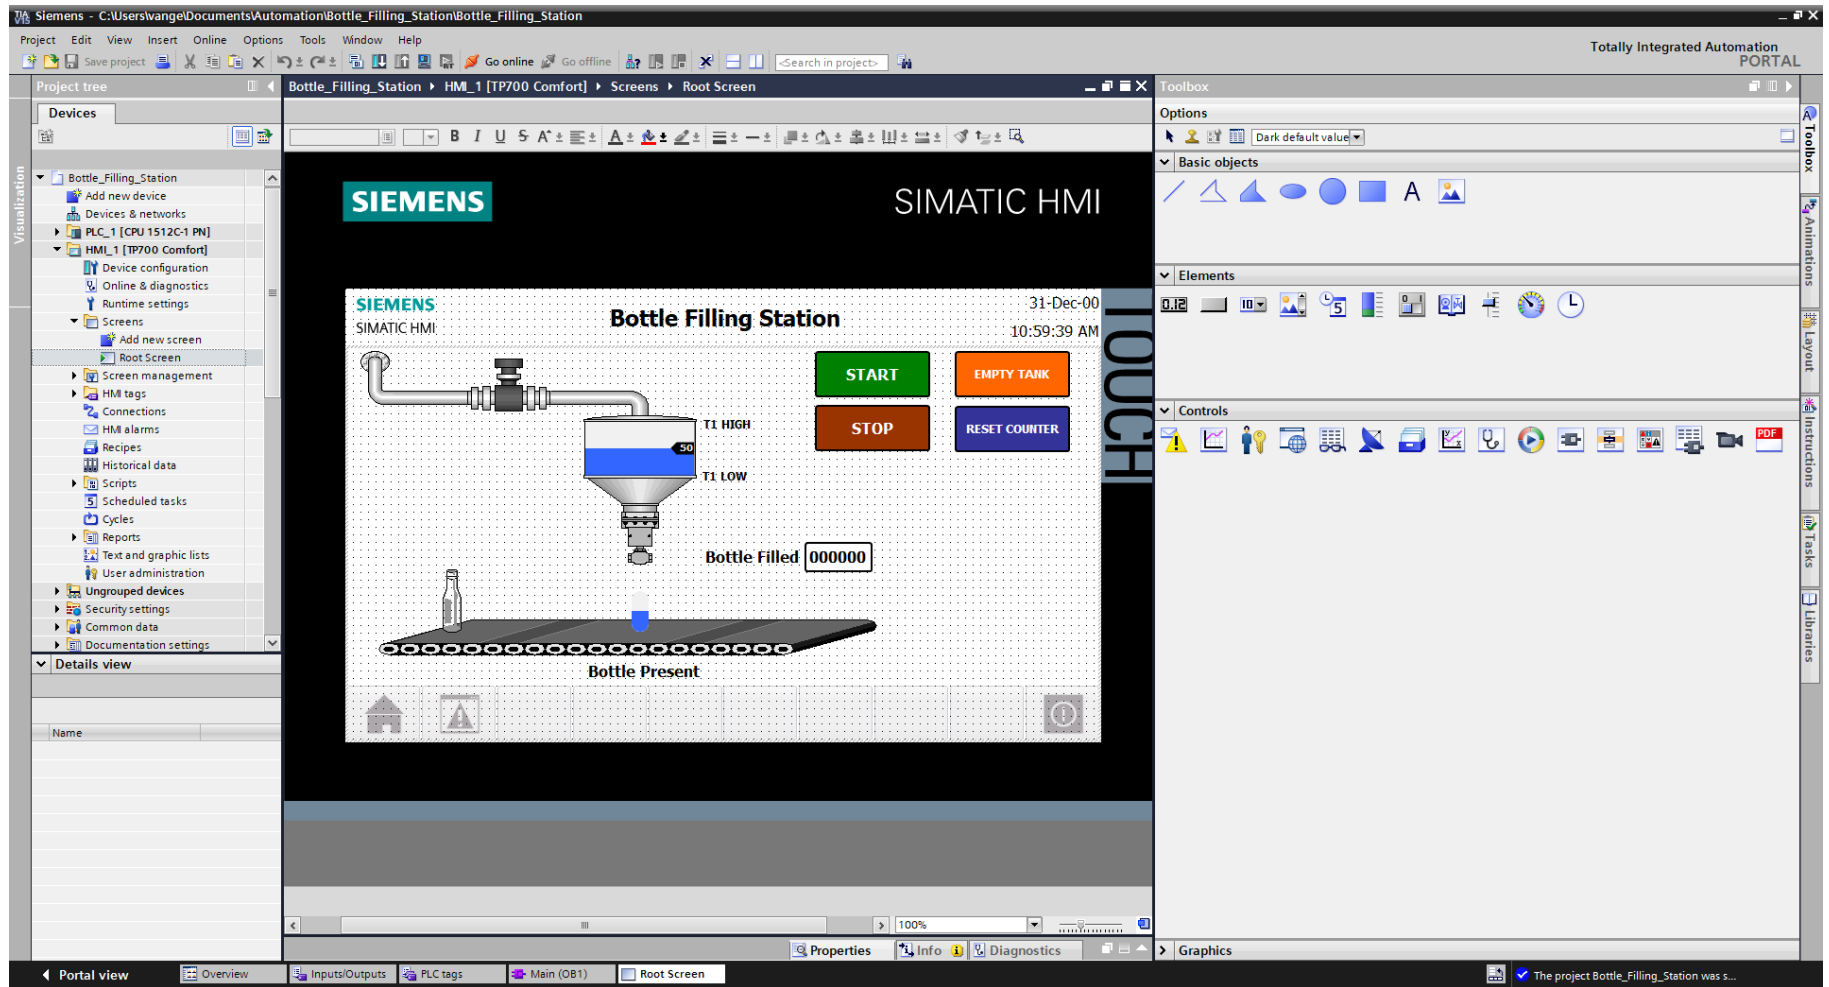 Siemens - C:\Users\vange\Documents\Automation\Bottle_Filling_Station\Bottle_Filling_Station
Project Edit View Insert Online Options Tools Window Help
Totally Integrated Automation
PORTAL
Save project
Go online
Go offline
<Search in project>
Project tree
Devices
Visualization
Bottle_Filling_Station
Add new device
Devices & networks
PLC_1 [CPU 1512C-1 PN]
HMI_1 [TP700 Comfort]
Device configuration
Online & diagnostics
Runtime settings
Screens
Add new screen
Root Screen
Screen management
HMI tags
Connections
HMI alarms
Recipes
Historical data
Scripts
Scheduled tasks
Cycles
Reports
Text and graphic lists
User administration
Ungrouped devices
Security settings
Common data
Documentation settings
Details view
Name
Bottle_Filling_Station HMI_1 [TP700 Comfort] Screens Root Screen
B I U S A
SIEMENS
SIMATIC HMI
TOUCH
SIEMENS
SIMATIC HMI
Bottle Filling Station
31-Dec-00
10:59:39 AM
START
EMPTY TANK
STOP
RESET COUNTER
T1 HIGH
50
T1 LOW
Bottle Filled 000000
Bottle Present
100%
Properties
Info
Diagnostics
Toolbox
Options
Dark default value
Basic objects
A
Elements
Controls
PDF
Graphics
Toolbox
Animations
Layout
Instructions
Tasks
Libraries
Portal view
Overview
Inputs/Outputs
PLC tags
Main (OB1)
Root Screen
The project Bottle_Filling_Station was s...